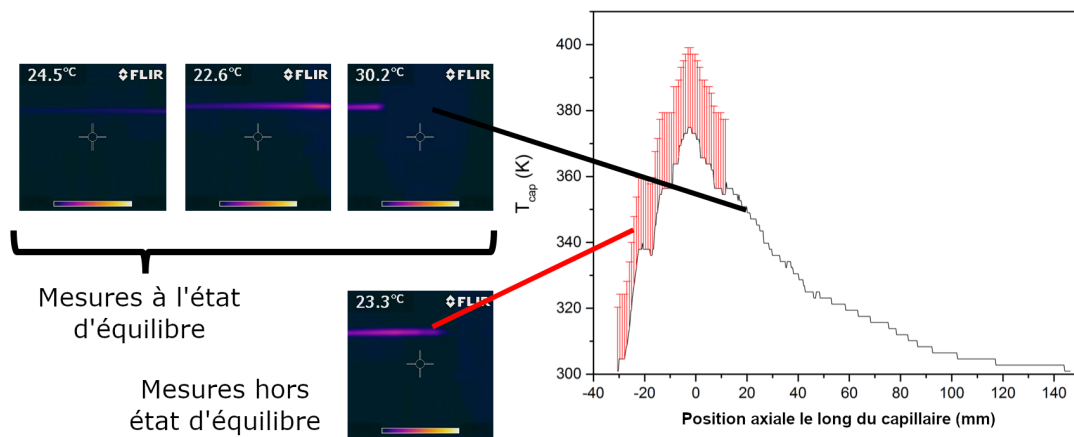 24.5°C FLIR
22.6°C FLIR
30.2°C FLIR
Mesures à l'état
d'équilibre
23.3°C FLIR
Mesures hors
état d'équilibre
400
380
360
340
320
300
T_cap (K)
-40 -20 0 20 40 60 80 100 120 140
Position axiale le long du capillaire (mm)